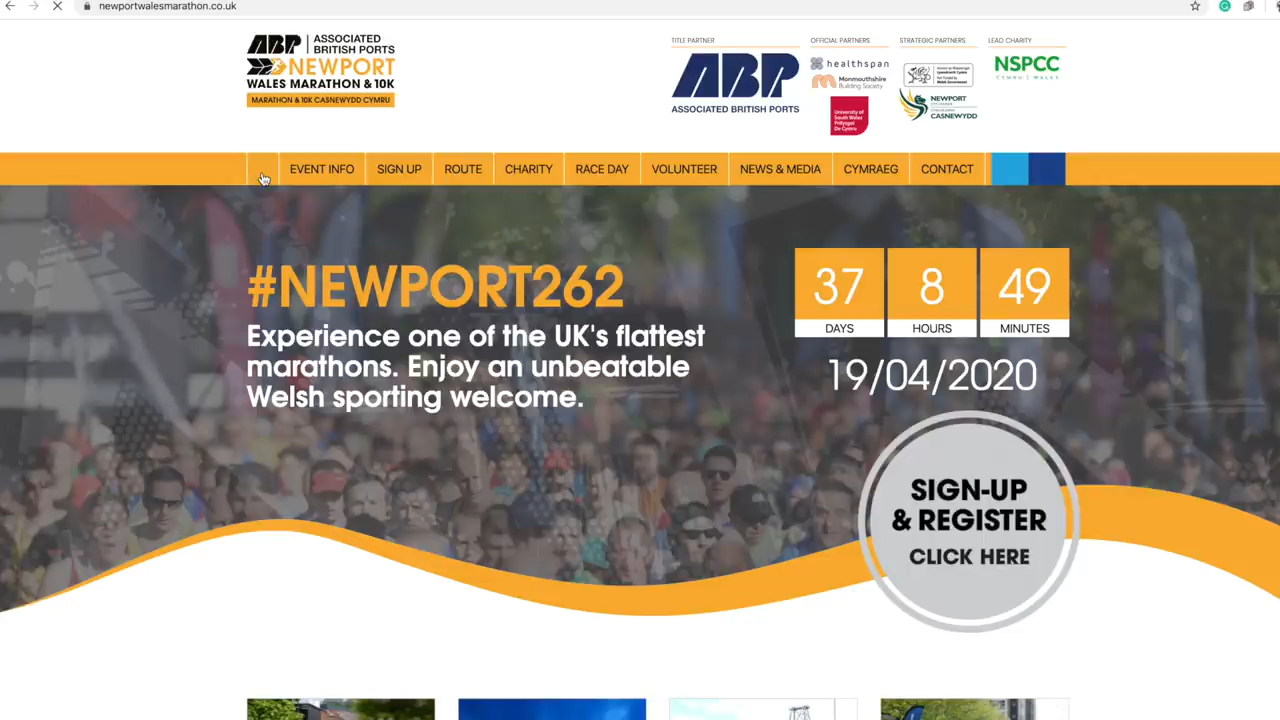 newportwalesmarathon.co.uk
ABP | ASSOCIATED BRITISH PORTS
NEWPORT
WALES MARATHON & 10K
MARATHON & 10K CASNEWYDD CYMRU
TITLE PARTNER
ABP
ASSOCIATED BRITISH PORTS
OFFICIAL PARTNERS
healthspan
Monmouthshire
Building Society
University of
South Wales
Prifysgol
De Cymru
STRATEGIC PARTNERS
NEWPORT
CASNEWYDD
LEAD CHARITY
NSPCC
CYMRU | WALES
EVENT INFO
SIGN UP
ROUTE
CHARITY
RACE DAY
VOLUNTEER
NEWS & MEDIA
CYMRAEG
CONTACT
#NEWPORT262
Experience one of the UK's flattest
marathons. Enjoy an unbeatable
Welsh sporting welcome.
37 8 49
DAYS HOURS MINUTES
19/04/2020
SIGN-UP
& REGISTER
CLICK HERE